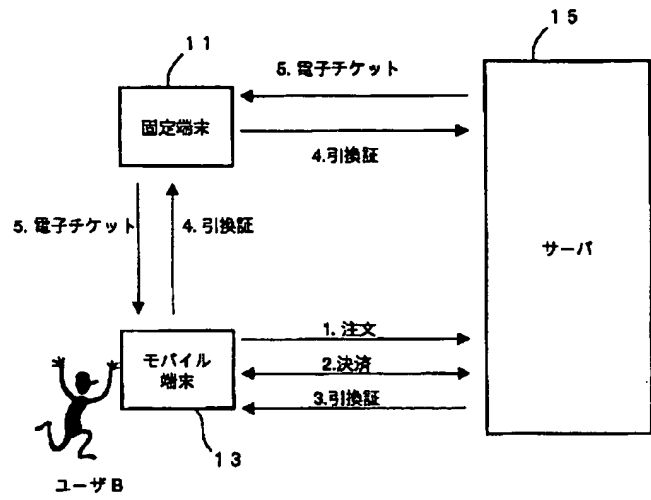 １５
１１
5. 電子チケット
固定端末
4.引換証
5. 電子チケット
4. 引換証
サーバ
1. 注文
モバイル
端末
2.決済
3.引換証
１３
ユーザ B